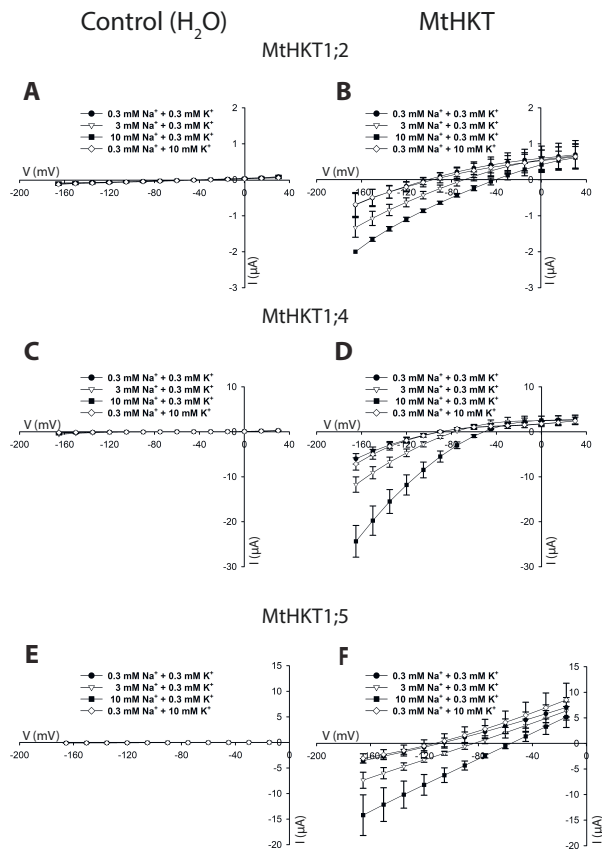 Control (H₂O) MtHKT
MtHKT1;2
A B
2 2
0.3 mM Na⁺ + 0.3 mM K⁺ 0.3 mM Na⁺ + 0.3 mM K⁺
3 mM Na⁺ + 0.3 mM K⁺ 3 mM Na⁺ + 0.3 mM K⁺
10 mM Na⁺ + 0.3 mM K⁺ 10 mM Na⁺ + 0.3 mM K⁺
1 1
0.3 mM Na⁺ + 10 mM K⁺ 0.3 mM Na⁺ + 10 mM K⁺
V (mV) V (mV)
-200 -160 -120 -80 -40 0 40 -200 -160 -120 -80 -40 0 40
-1 -1
-2 -2
I (µA) I (µA)
-3 -3
MtHKT1;4
C D
0.3 mM Na⁺ + 0.3 mM K⁺ 0.3 mM Na⁺ + 0.3 mM K⁺
10 10
3 mM Na⁺ + 0.3 mM K⁺ 3 mM Na⁺ + 0.3 mM K⁺
10 mM Na⁺ + 0.3 mM K⁺ 10 mM Na⁺ + 0.3 mM K⁺
0.3 mM Na⁺ + 10 mM K⁺ 0.3 mM Na⁺ + 10 mM K⁺
V (mV) V (mV)
-200 -160 -120 -80 -40 0 40 -200 -160 -120 -80 -40 0 40
-10 -10
-20 -20
I (µA) I (µA)
-30 -30
MtHKT1;5
E F
15 15
0.3 mM Na⁺ + 0.3 mM K⁺ 0.3 mM Na⁺ + 0.3 mM K⁺
3 mM Na⁺ + 0.3 mM K⁺ 3 mM Na⁺ + 0.3 mM K⁺
10 10
10 mM Na⁺ + 0.3 mM K⁺ 10 mM Na⁺ + 0.3 mM K⁺
0.3 mM Na⁺ + 10 mM K⁺ 0.3 mM Na⁺ + 10 mM K⁺
5 5
V (mV) V (mV)
-200 -160 -120 -80 -40 0 -200 -160 -120 -80 -40 0
-5 -5
-10 -10
-15 -15
I (µA) I (µA)
-20 -20